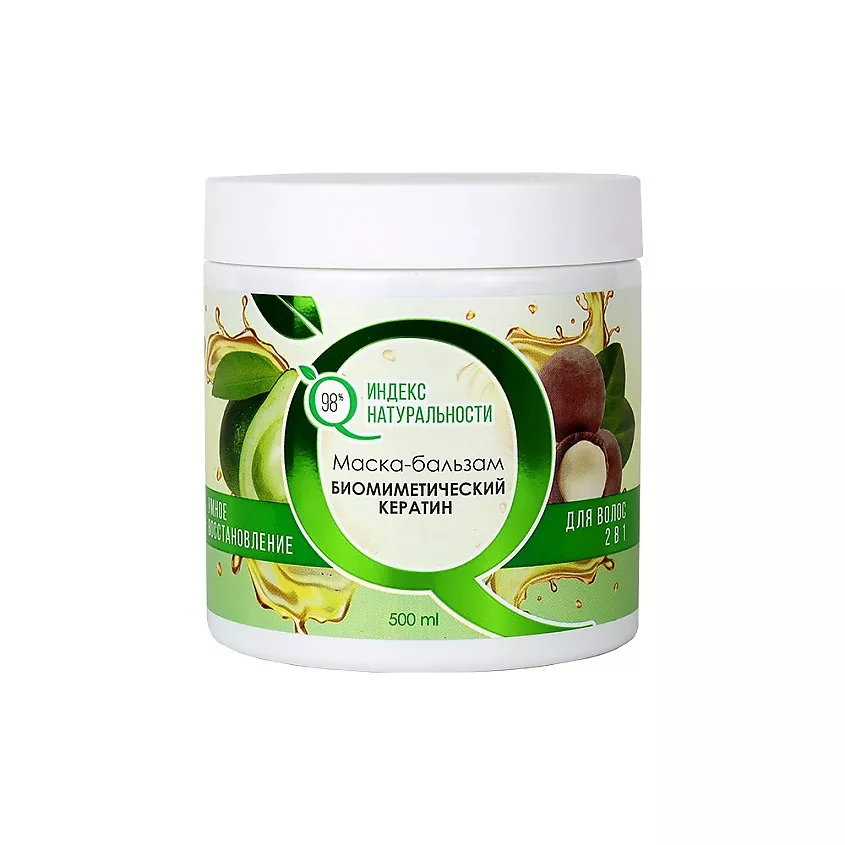 98%
ИНДЕКС
НАТУРАЛЬНОСТИ
Маска-бальзам
БИОМИМЕТИЧЕСКИЙ
КЕРАТИН
УМНОЕ
ВОССТАНОВЛЕНИЕ
ДЛЯ ВОЛОС
2 В 1
500 ml